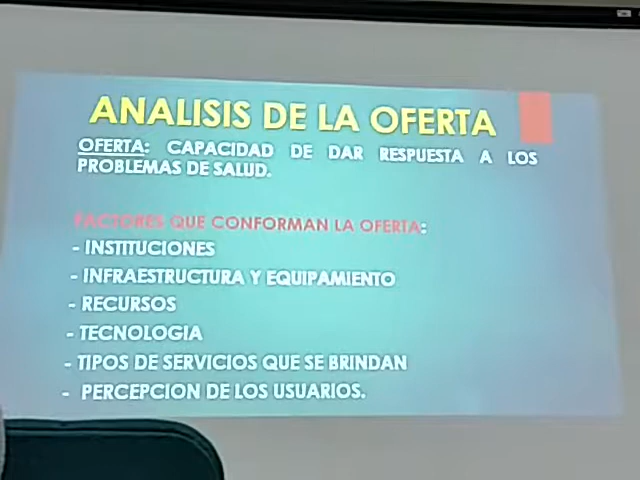 ANALISIS DE LA OFERTA
OFERTA: CAPACIDAD DE DAR RESPUESTA A LOS
PROBLEMAS DE SALUD.
FACTORES QUE CONFORMAN LA OFERTA:
- INSTITUCIONES
- INFRAESTRUCTURA Y EQUIPAMIENTO
- RECURSOS
- TECNOLOGIA
- TIPOS DE SERVICIOS QUE SE BRINDAN
- PERCEPCION DE LOS USUARIOS.